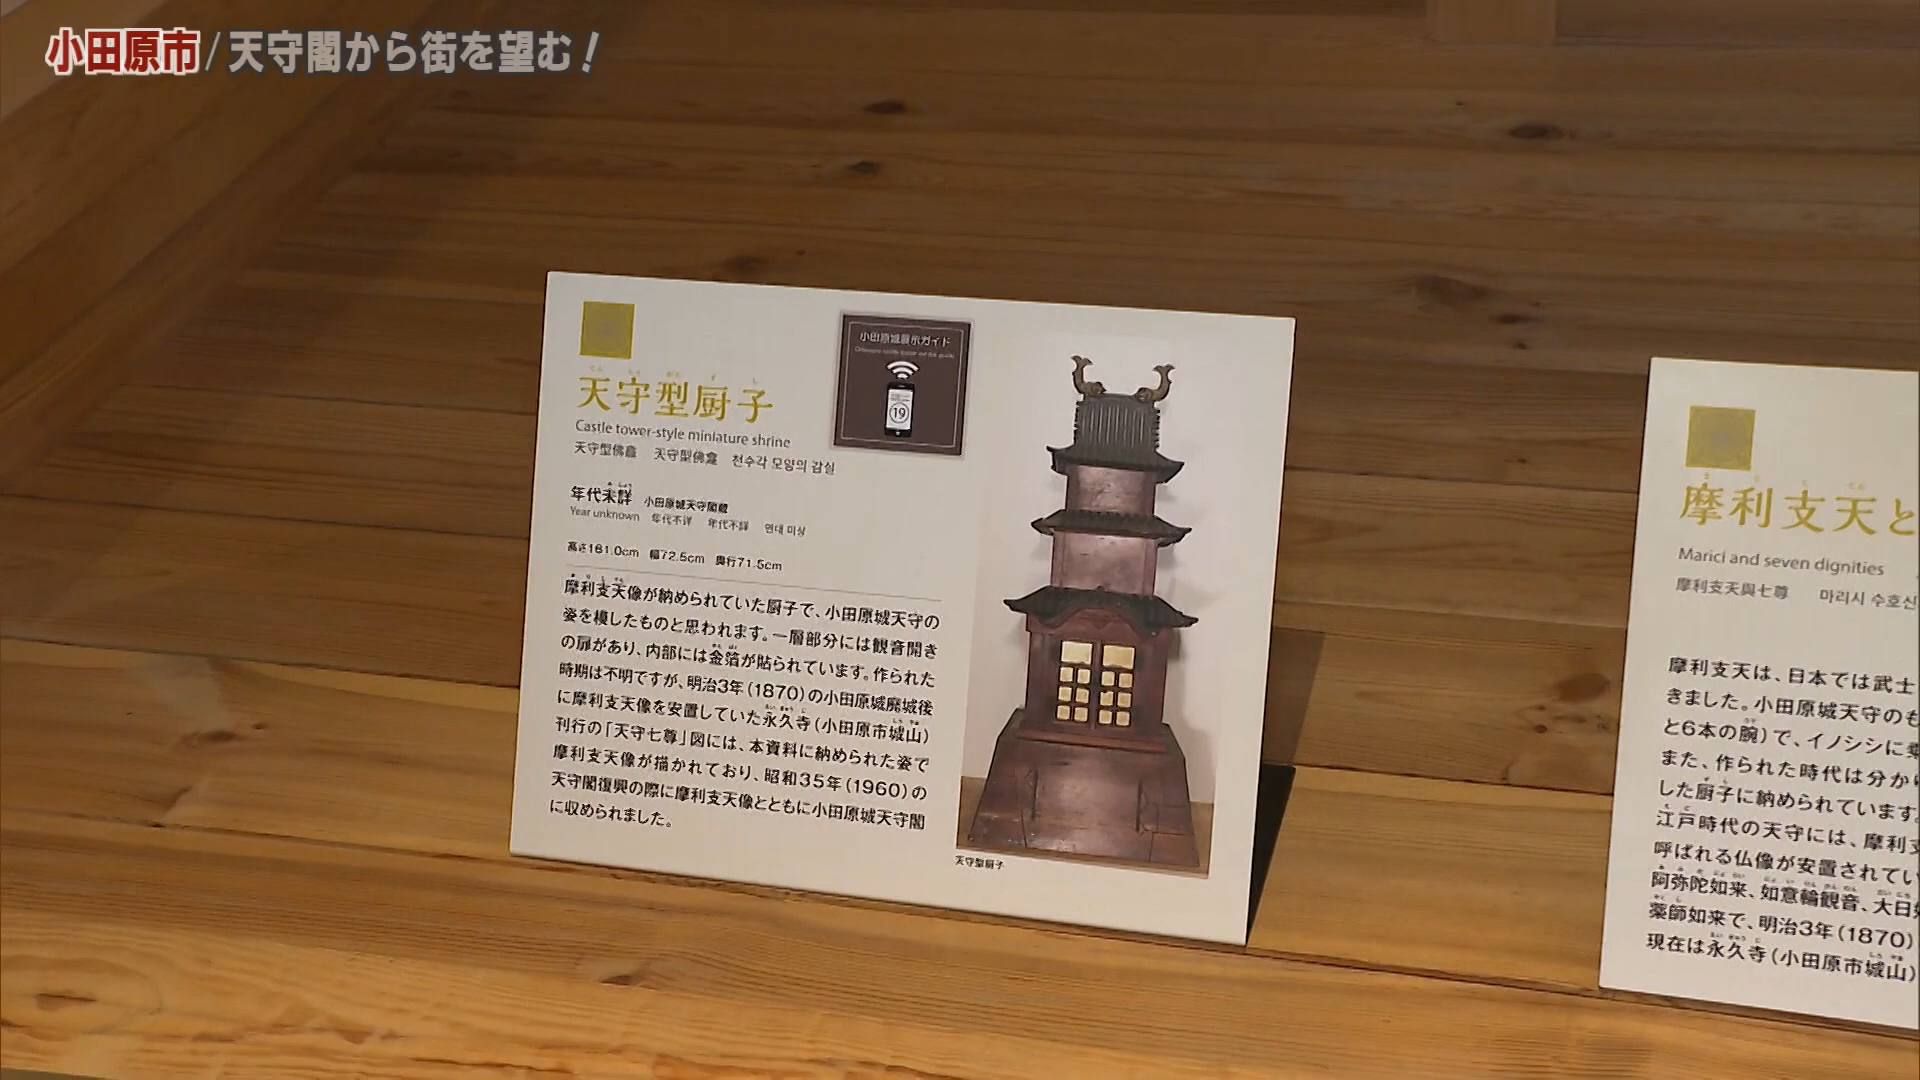 小田原市/天守閣から街を望む!
天守型厨子
Castle tower-style miniature shrine
天守型佛龕 天守型佛龛 천수각 모양의 감실
年代未詳 小田原城天守閣蔵
Year unknown 年代不详 年代不詳 연대 미상
高さ181.0cm 幅72.5cm 奥行71.5cm
摩利支天像が納められていた厨子で、小田原城天守の
姿を模したものと思われます。一層部分には観音開き
の扉があり、内部には金箔が貼られています。作られた
時期は不明ですが、明治3年(1870)の小田原城廃城後
に摩利支天像を安置していた永久寺(小田原市城山)
刊行の「天守七尊」図には、本資料に納められた姿で
摩利支天像が描かれており、昭和35年(1960)の
天守閣復興の際に摩利支天像とともに小田原城天守閣
に収められました。
小田原城展示ガイド
19
天守型厨子
摩利支天と
Marici and seven dignities
摩利支天與七尊 마리시 수호신
摩利支天は、日本では武士
きました。小田原城天守のも
と6本の腕)で、イノシシに乗
また、作られた時代は分かり
した厨子に納められています。
江戸時代の天守には、摩利支
呼ばれる仏像が安置されてい
阿弥陀如来、如意輪観音、大日如
薬師如来で、明治3年(1870)
現在は永久寺(小田原市城山)